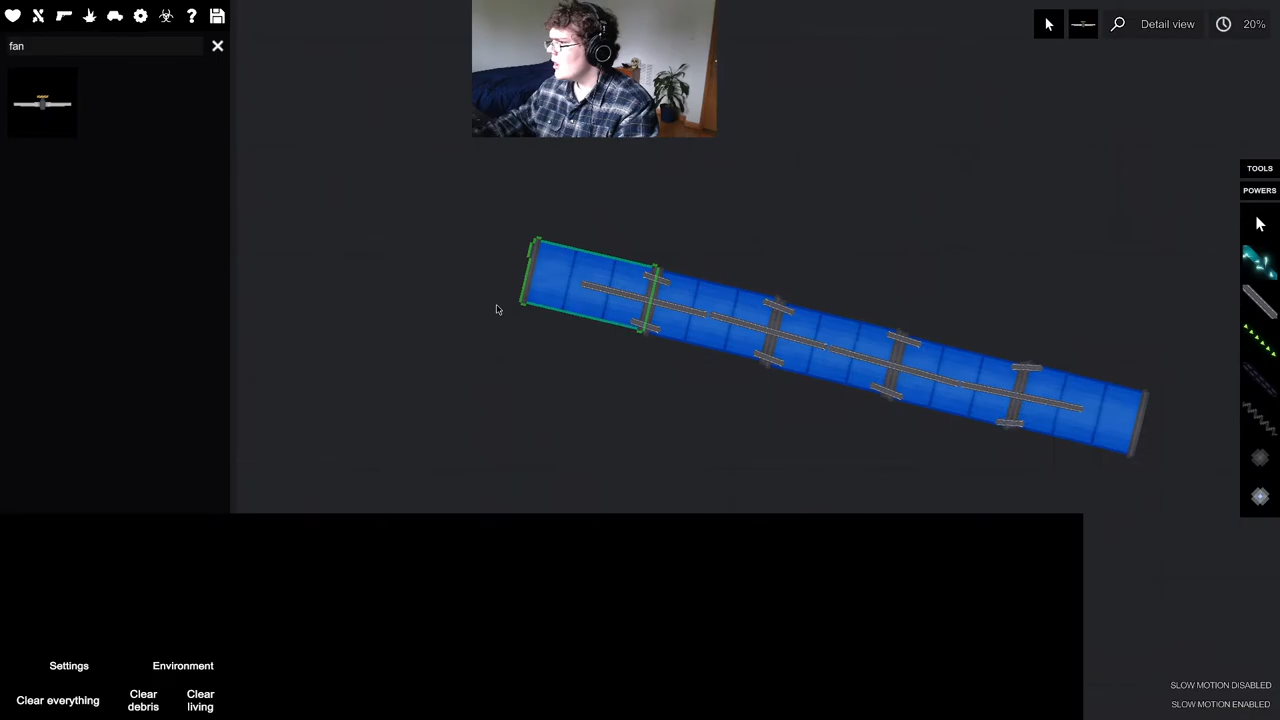 fan
Detail view
20%
TOOLS
POWERS
Settings
Environment
Clear everything
Clear
debris
Clear
living
SLOW MOTION DISABLED
SLOW MOTION ENABLED